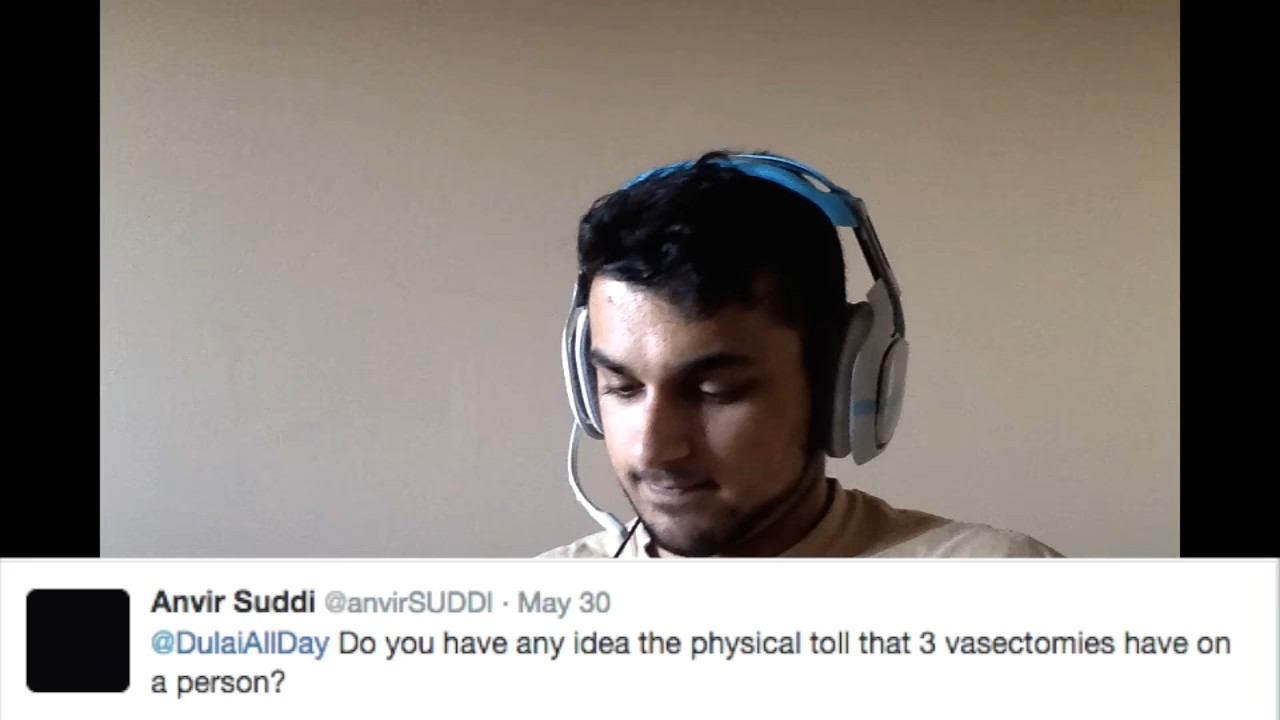 Anvir Suddi @anvirSUDDI · May 30
@DulaiAllDay Do you have any idea the physical toll that 3 vasectomies have on
a person?